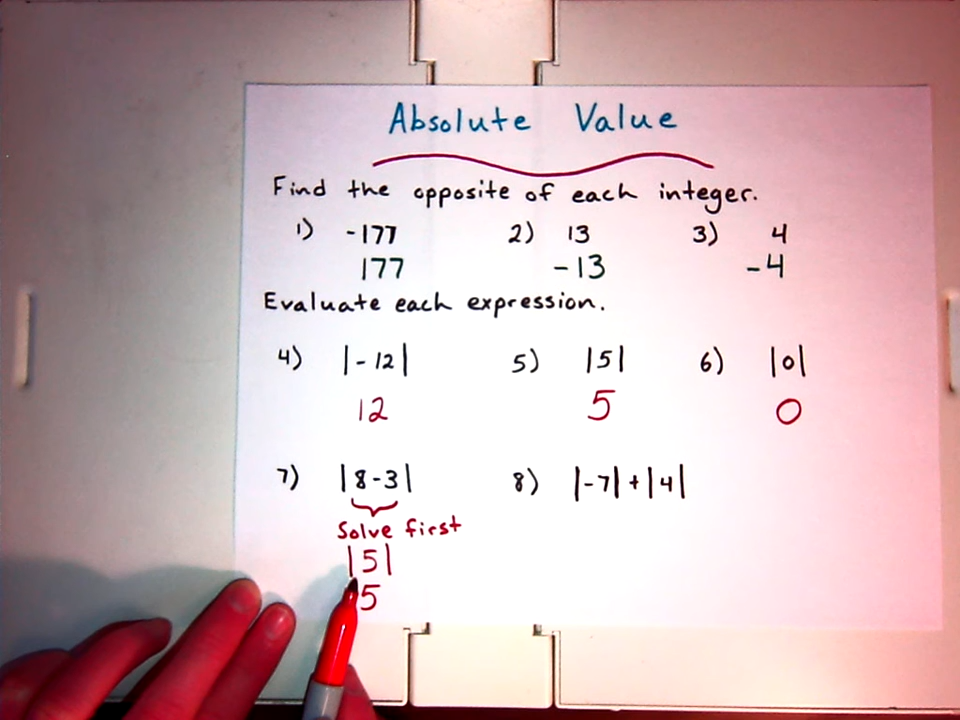 Absolute Value
Find the opposite of each integer.
1) -177 2) 13 3) 4
177 -13 -4
Evaluate each expression.
4) |-12| 5) |5| 6) |0|
12 5 0
7) |8-3| 8) |-7|+|4|
Solve first
|5|
5